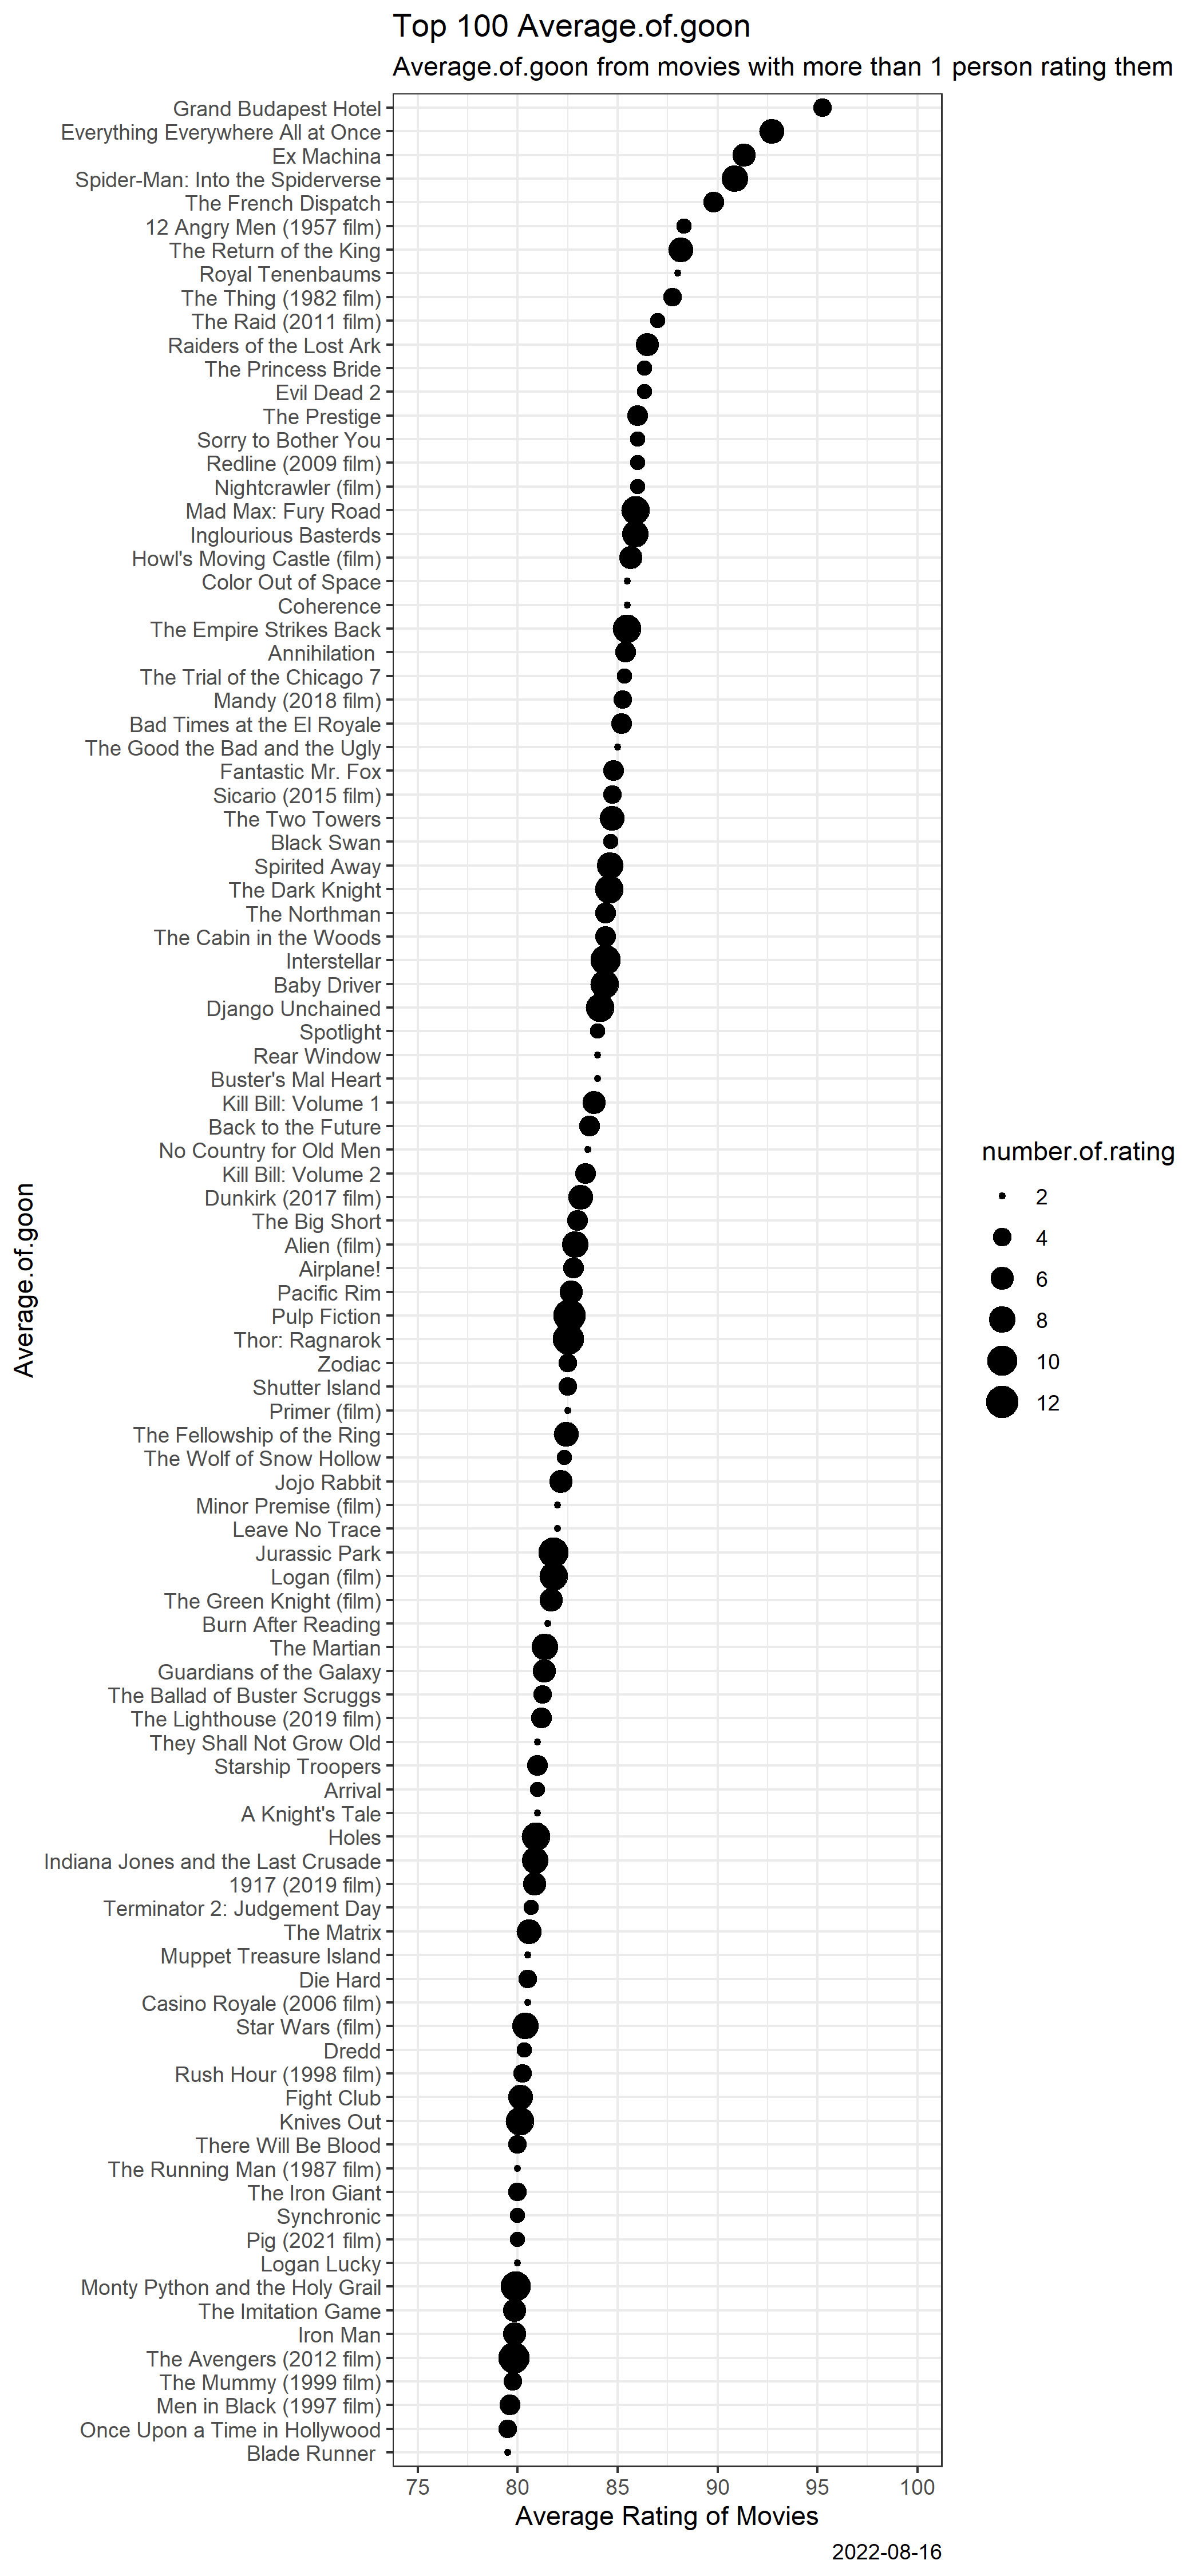 Top 100 Average.of.goon
Average.of.goon from movies with more than 1 person rating them
Grand Budapest Hotel
Everything Everywhere All at Once
Ex Machina
Spider-Man: Into the Spiderverse
The French Dispatch
12 Angry Men (1957 film)
The Return of the King
Royal Tenenbaums
The Thing (1982 film)
The Raid (2011 film)
Raiders of the Lost Ark
The Princess Bride
Evil Dead 2
The Prestige
Sorry to Bother You
Redline (2009 film)
Nightcrawler (film)
Mad Max: Fury Road
Inglourious Basterds
Howl's Moving Castle (film)
Color Out of Space
Coherence
The Empire Strikes Back
Annihilation
The Trial of the Chicago 7
Mandy (2018 film)
Bad Times at the El Royale
The Good the Bad and the Ugly
Fantastic Mr. Fox
Sicario (2015 film)
The Two Towers
Black Swan
Spirited Away
The Dark Knight
The Northman
The Cabin in the Woods
Interstellar
Baby Driver
Django Unchained
Spotlight
Rear Window
Buster's Mal Heart
Kill Bill: Volume 1
Back to the Future
No Country for Old Men
Kill Bill: Volume 2
Dunkirk (2017 film)
The Big Short
Alien (film)
Airplane!
Pacific Rim
Pulp Fiction
Thor: Ragnarok
Zodiac
Shutter Island
Primer (film)
The Fellowship of the Ring
The Wolf of Snow Hollow
Jojo Rabbit
Minor Premise (film)
Leave No Trace
Jurassic Park
Logan (film)
The Green Knight (film)
Burn After Reading
The Martian
Guardians of the Galaxy
The Ballad of Buster Scruggs
The Lighthouse (2019 film)
They Shall Not Grow Old
Starship Troopers
Arrival
A Knight's Tale
Holes
Indiana Jones and the Last Crusade
1917 (2019 film)
Terminator 2: Judgement Day
The Matrix
Muppet Treasure Island
Die Hard
Casino Royale (2006 film)
Star Wars (film)
Dredd
Rush Hour (1998 film)
Fight Club
Knives Out
There Will Be Blood
The Running Man (1987 film)
The Iron Giant
Synchronic
Pig (2021 film)
Logan Lucky
Monty Python and the Holy Grail
The Imitation Game
Iron Man
The Avengers (2012 film)
The Mummy (1999 film)
Men in Black (1997 film)
Once Upon a Time in Hollywood
Blade Runner
Average.of.goon
75 80 85 90 95 100
Average Rating of Movies
number.of.rating
2
4
6
8
10
12
2022-08-16